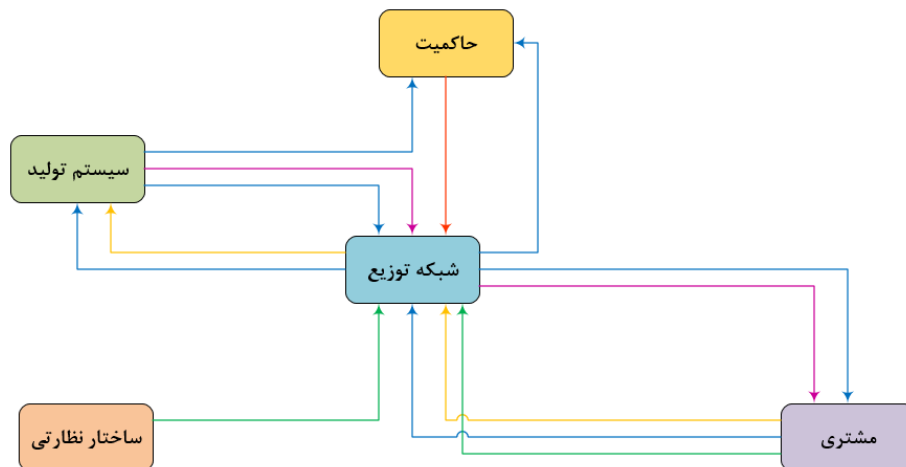 حاکمیت
سیستم تولید
شبکه توزیع
ساختار نظارتی
مشتری